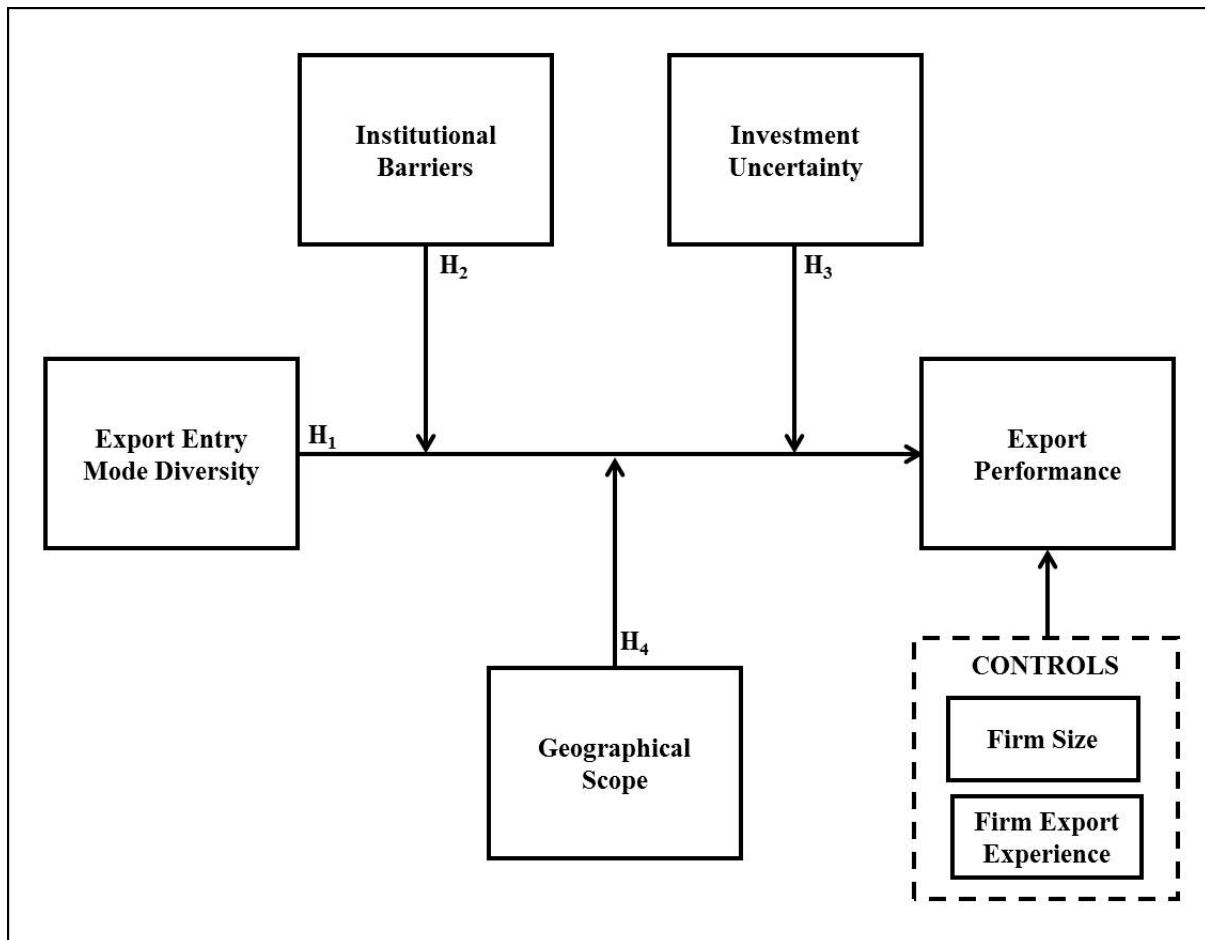 Institutional
Barriers
Investment
Uncertainty
H₂
H₃
Export Entry
Mode Diversity
H₁
Export
Performance
H₄
Geographical
Scope
CONTROLS
Firm Size
Firm Export
Experience